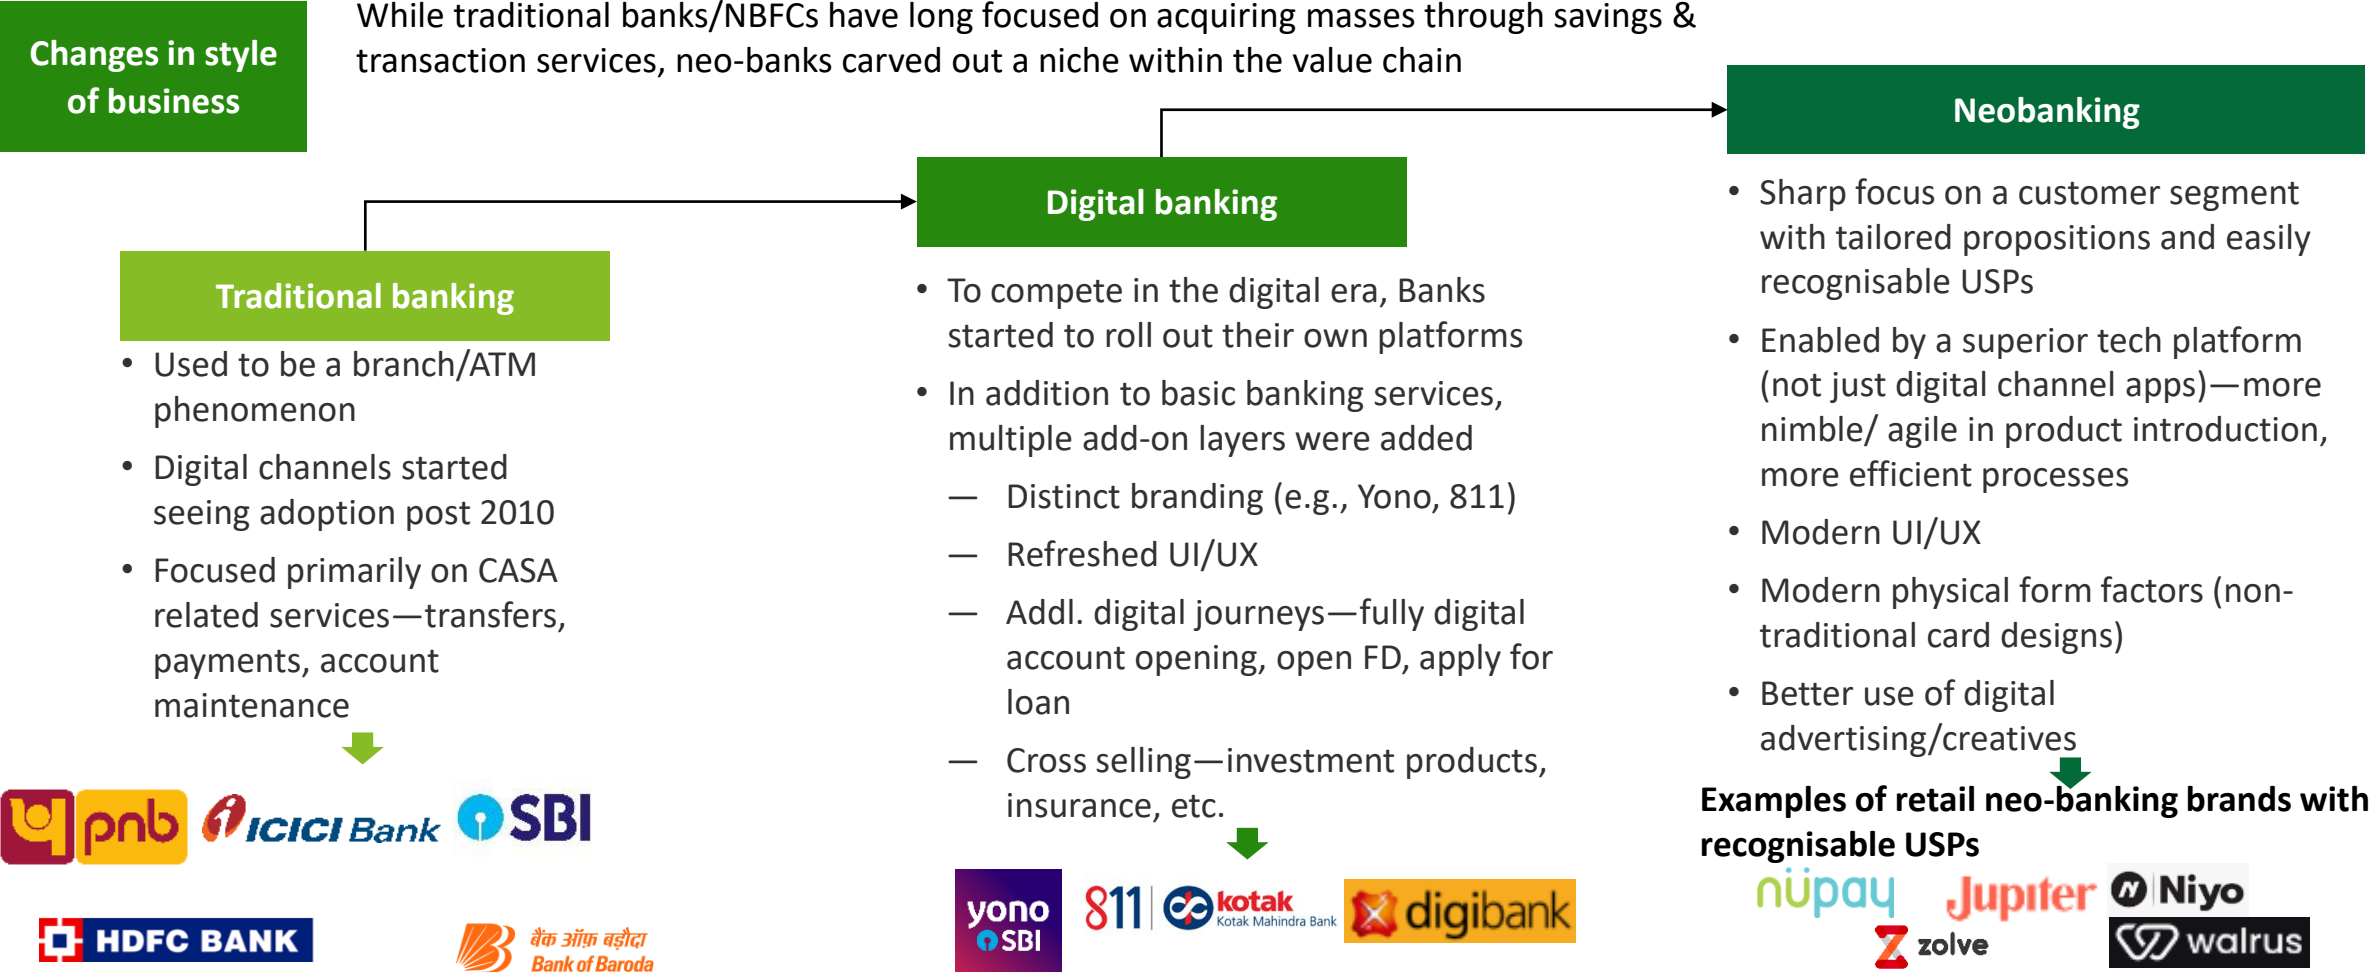 Changes in style
of business
While traditional banks/NBFCs have long focused on acquiring masses through savings &
transaction services, neo-banks carved out a niche within the value chain
Traditional banking
• Used to be a branch/ATM
phenomenon
• Digital channels started
seeing adoption post 2010
• Focused primarily on CASA
related services—transfers,
payments, account
maintenance
pnb
ICICI Bank
SBI
HDFC BANK
बैंक ऑफ़ बड़ौदा
Bank of Baroda
Digital banking
• To compete in the digital era, Banks
started to roll out their own platforms
• In addition to basic banking services,
multiple add-on layers were added
— Distinct branding (e.g., Yono, 811)
— Refreshed UI/UX
— Addl. digital journeys—fully digital
account opening, open FD, apply for
loan
— Cross selling—investment products,
insurance, etc.
yono
SBI
811
kotak
Kotak Mahindra Bank
digibank
Neobanking
• Sharp focus on a customer segment
with tailored propositions and easily
recognisable USPs
• Enabled by a superior tech platform
(not just digital channel apps)—more
nimble/ agile in product introduction,
more efficient processes
• Modern UI/UX
• Modern physical form factors (non-
traditional card designs)
• Better use of digital
advertising/creatives
Examples of retail neo-banking brands with
recognisable USPs
nüpay
Jupiter
Niyo
zolve
walrus